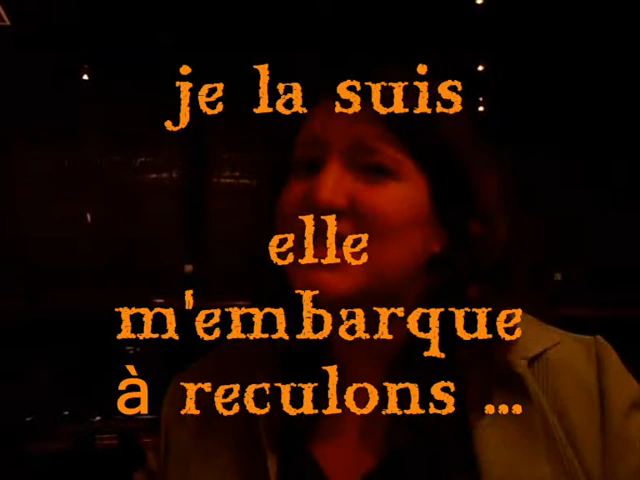 je la suis
elle
m'embarque
à reculons ...